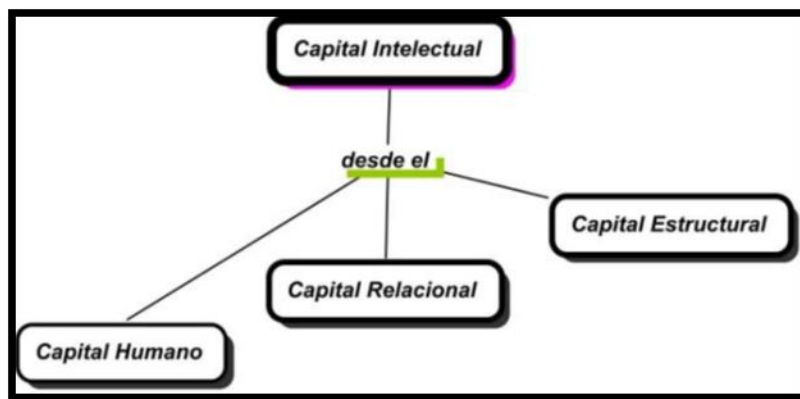 Capital Intelectual
desde el
Capital Estructural
Capital Relacional
Capital Humano